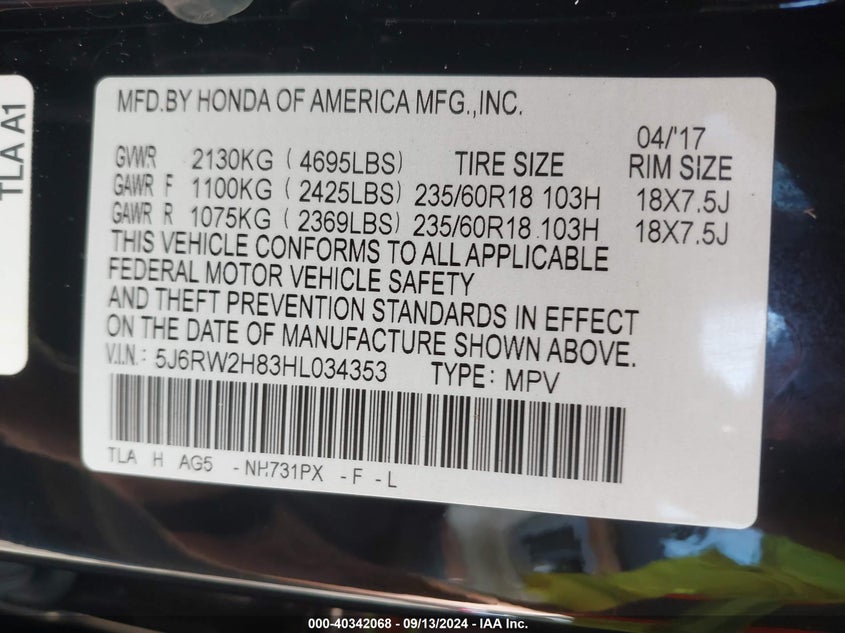 TLA A1
MFD.BY HONDA OF AMERICA MFG.,INC.
04/'17
GVWR 2130KG ( 4695LBS) TIRE SIZE RIM SIZE
GAWR F 1100KG ( 2425LBS) 235/60R18 103H 18X7.5J
GAWR R 1075KG ( 2369LBS) 235/60R18 103H 18X7.5J
THIS VEHICLE CONFORMS TO ALL APPLICABLE
FEDERAL MOTOR VEHICLE SAFETY
AND THEFT PREVENTION STANDARDS IN EFFECT
ON THE DATE OF MANUFACTURE SHOWN ABOVE.
V.I.N.: 5J6RW2H83HL034353 TYPE: MPV
TLA H AG5 -NH731PX -F -L
000-40342068 - 09/13/2024 - IAA Inc.